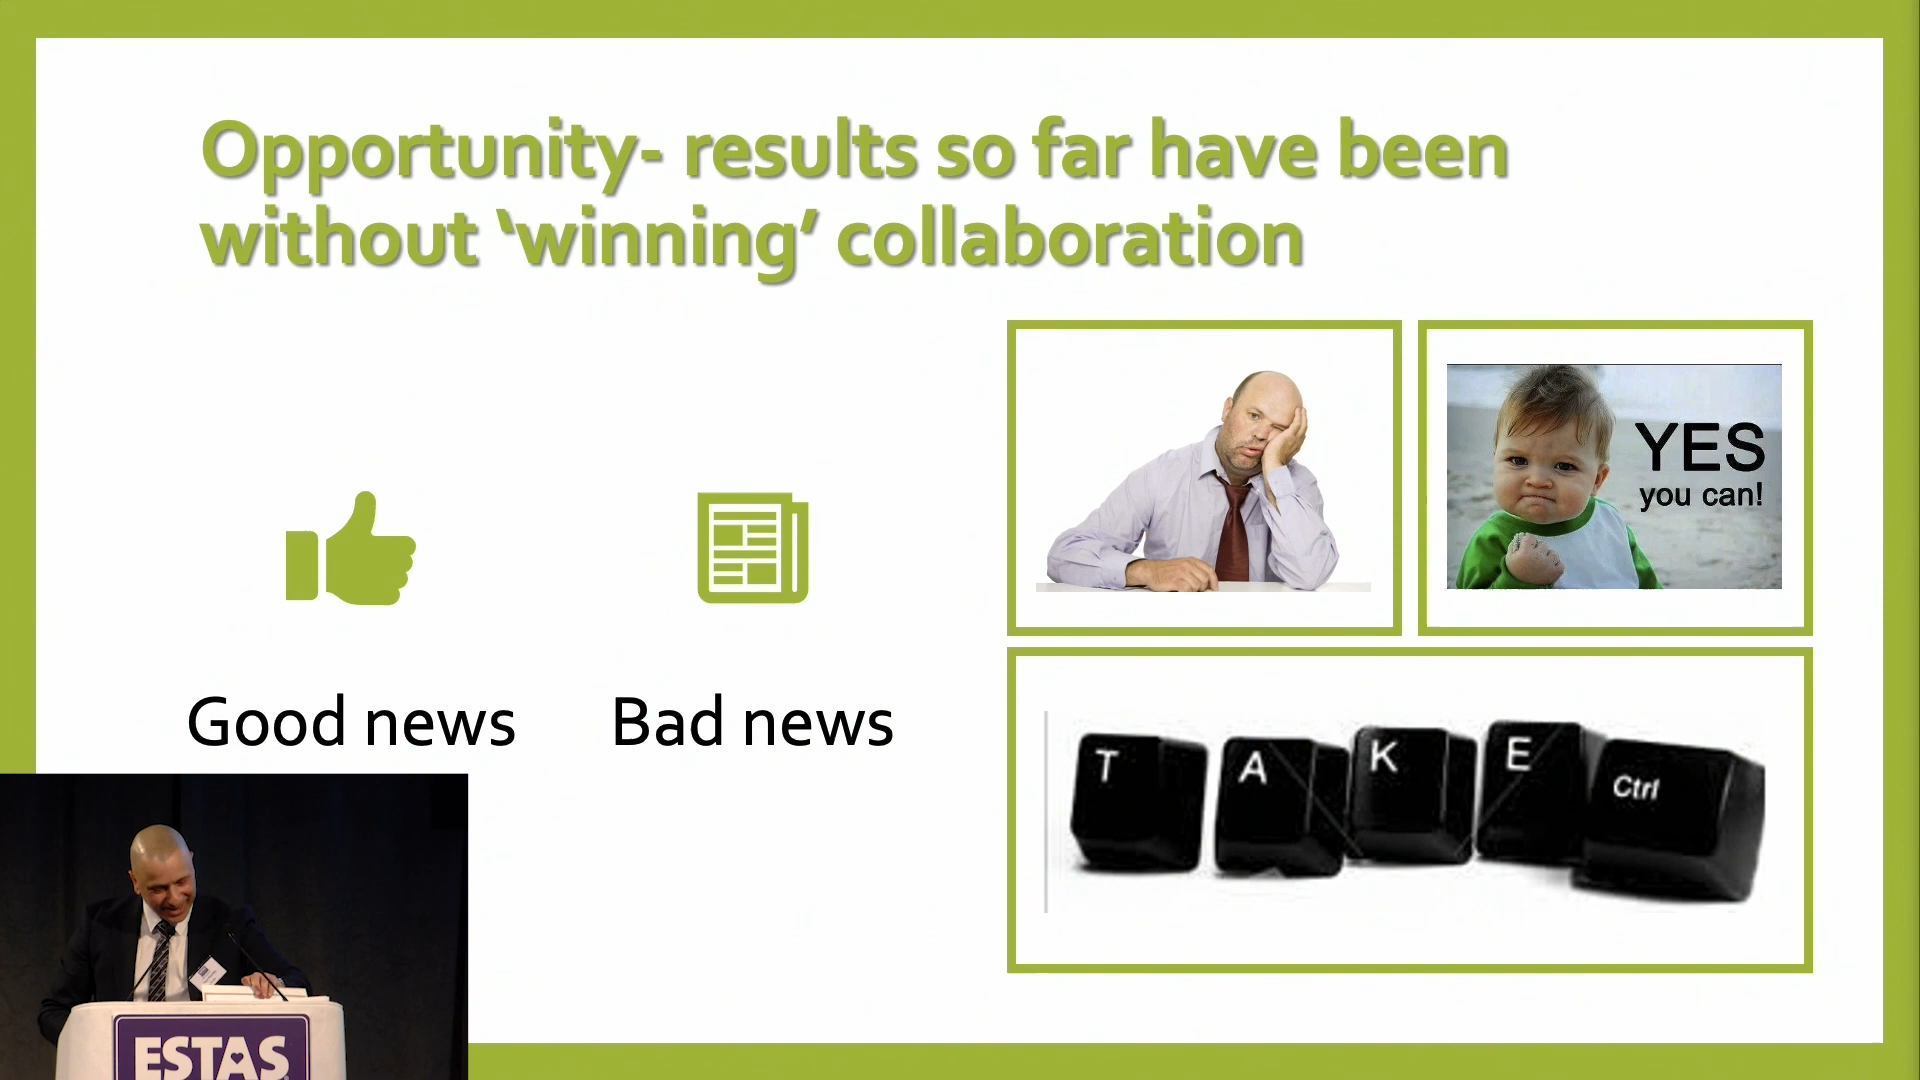 Opportunity- results so far have been
without ‘winning’ collaboration
Good news
Bad news
YES
you can!
T A K E Ctrl
ESTAS